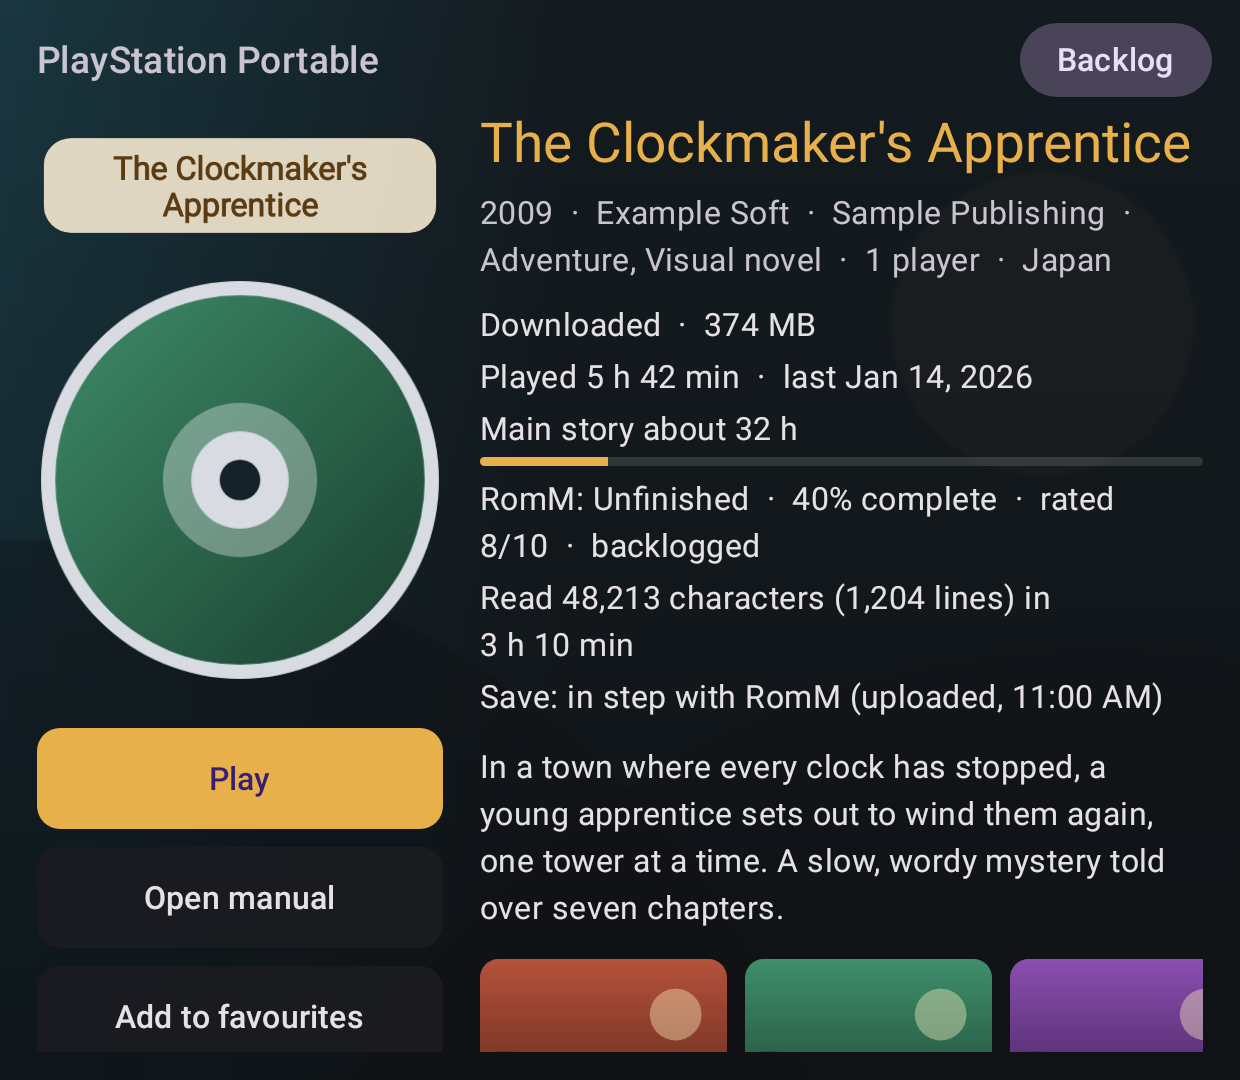 PlayStation Portable
Backlog
The Clockmaker's
Apprentice
Play
Open manual
Add to favourites
The Clockmaker's Apprentice
2009 · Example Soft · Sample Publishing ·
Adventure, Visual novel · 1 player · Japan
Downloaded · 374 MB
Played 5 h 42 min · last Jan 14, 2026
Main story about 32 h
RomM: Unfinished · 40% complete · rated
8/10 · backlogged
Read 48,213 characters (1,204 lines) in
3 h 10 min
Save: in step with RomM (uploaded, 11:00 AM)
In a town where every clock has stopped, a
young apprentice sets out to wind them again,
one tower at a time. A slow, wordy mystery told
over seven chapters.